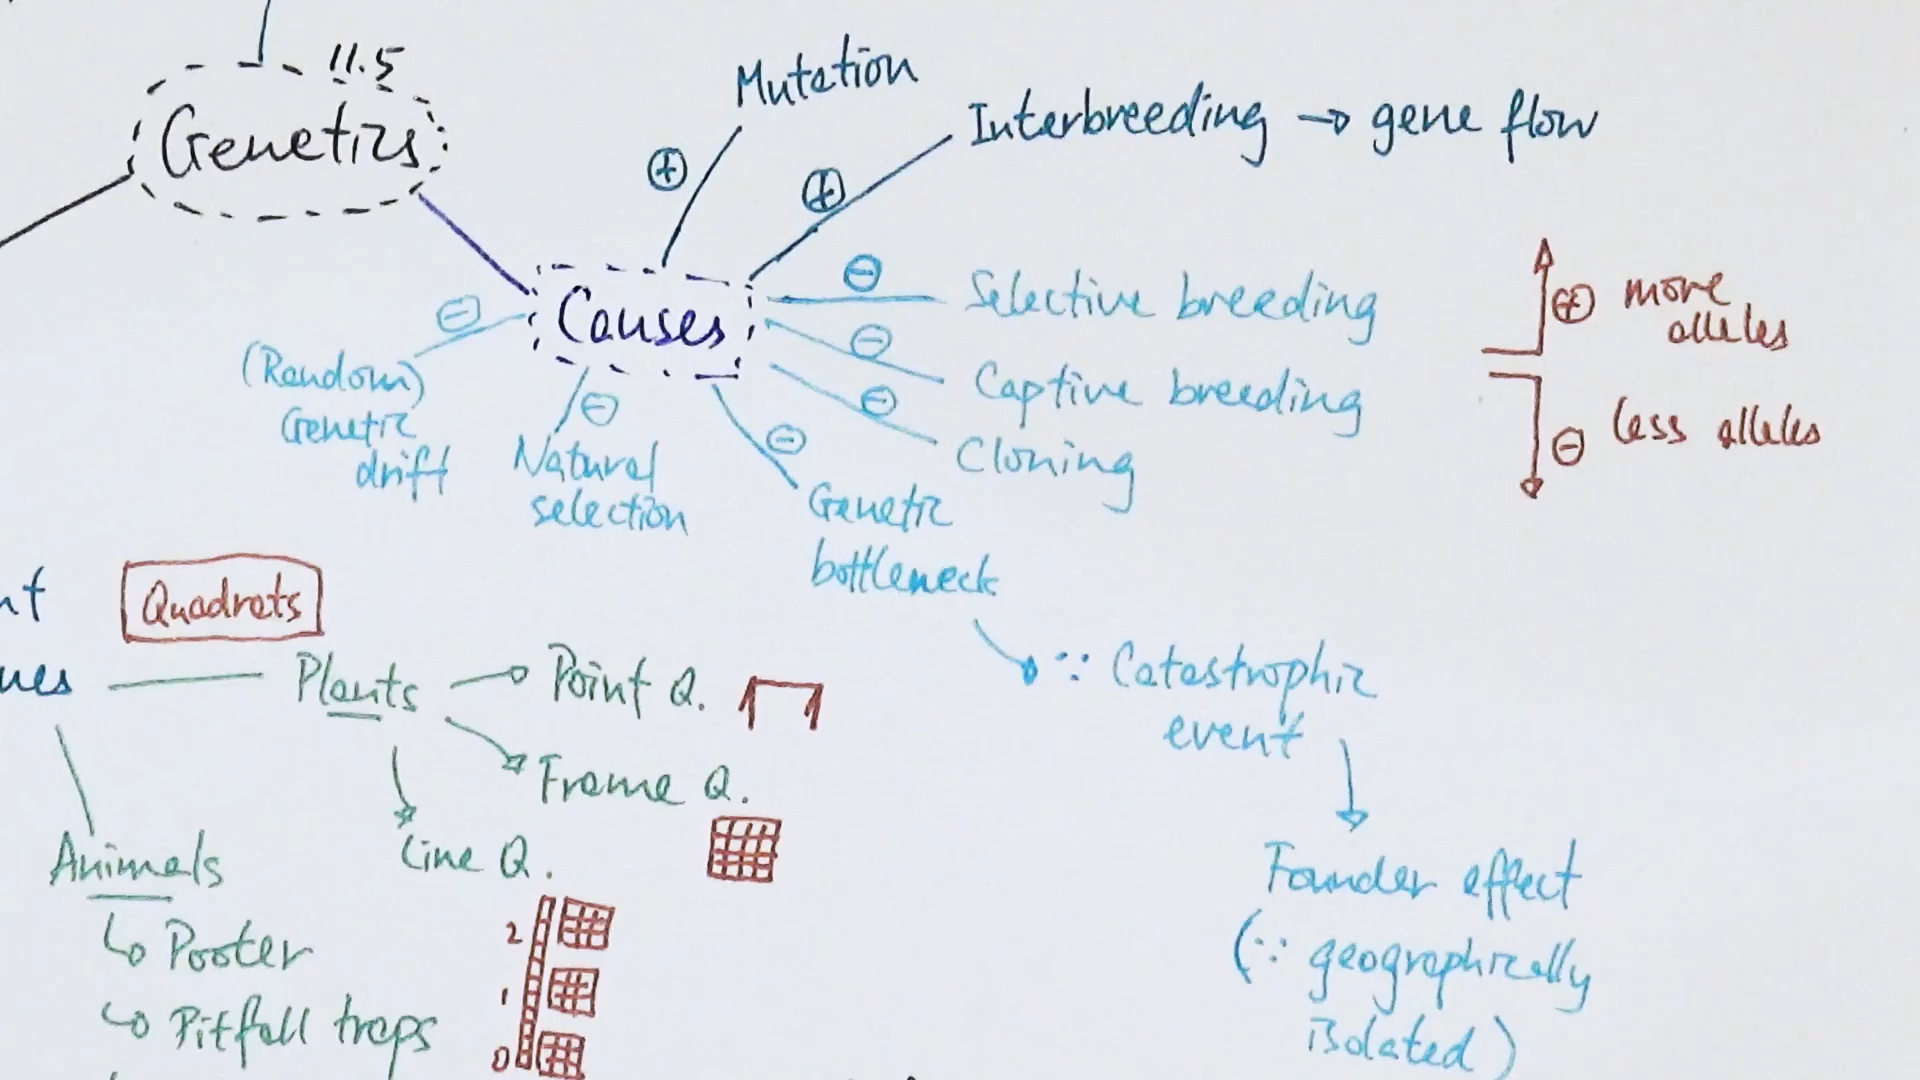 11.5
Genetics
Mutation
⊕
Interbreeding → gene flow
⊕
Causes
⊖ Selective breeding
⊖ Captive breeding
⊖ Cloning
⊕ more
alleles
⊖ less alleles
⊖
(Random)
Genetic
drift
⊖
Natural
selection
⊖
Genetic
bottleneck
∵ Catastrophic
event
Founder effect
(∵ geographically
isolated)
Quadrats
Plants
Point Q.
Frame Q.
Line Q.
2
1
0
Animals
Pooter
Pitfall traps